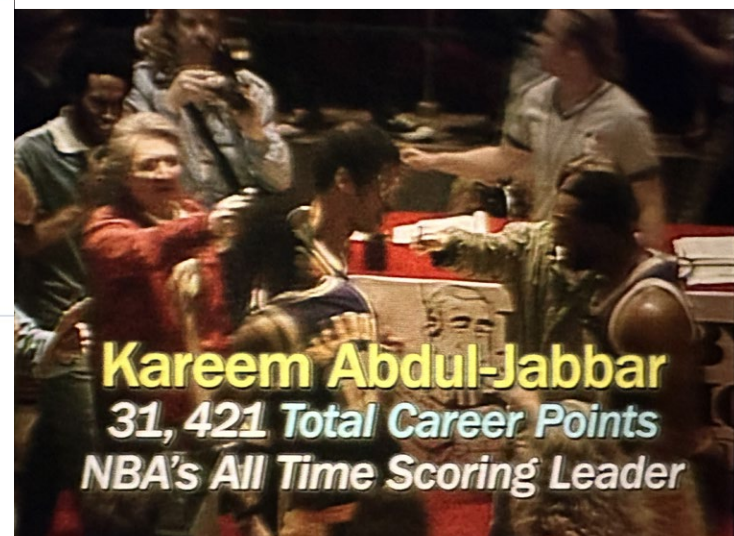 Kareem Abdul-Jabbar
31,421 Total Career Points
NBA's All Time Scoring Leader